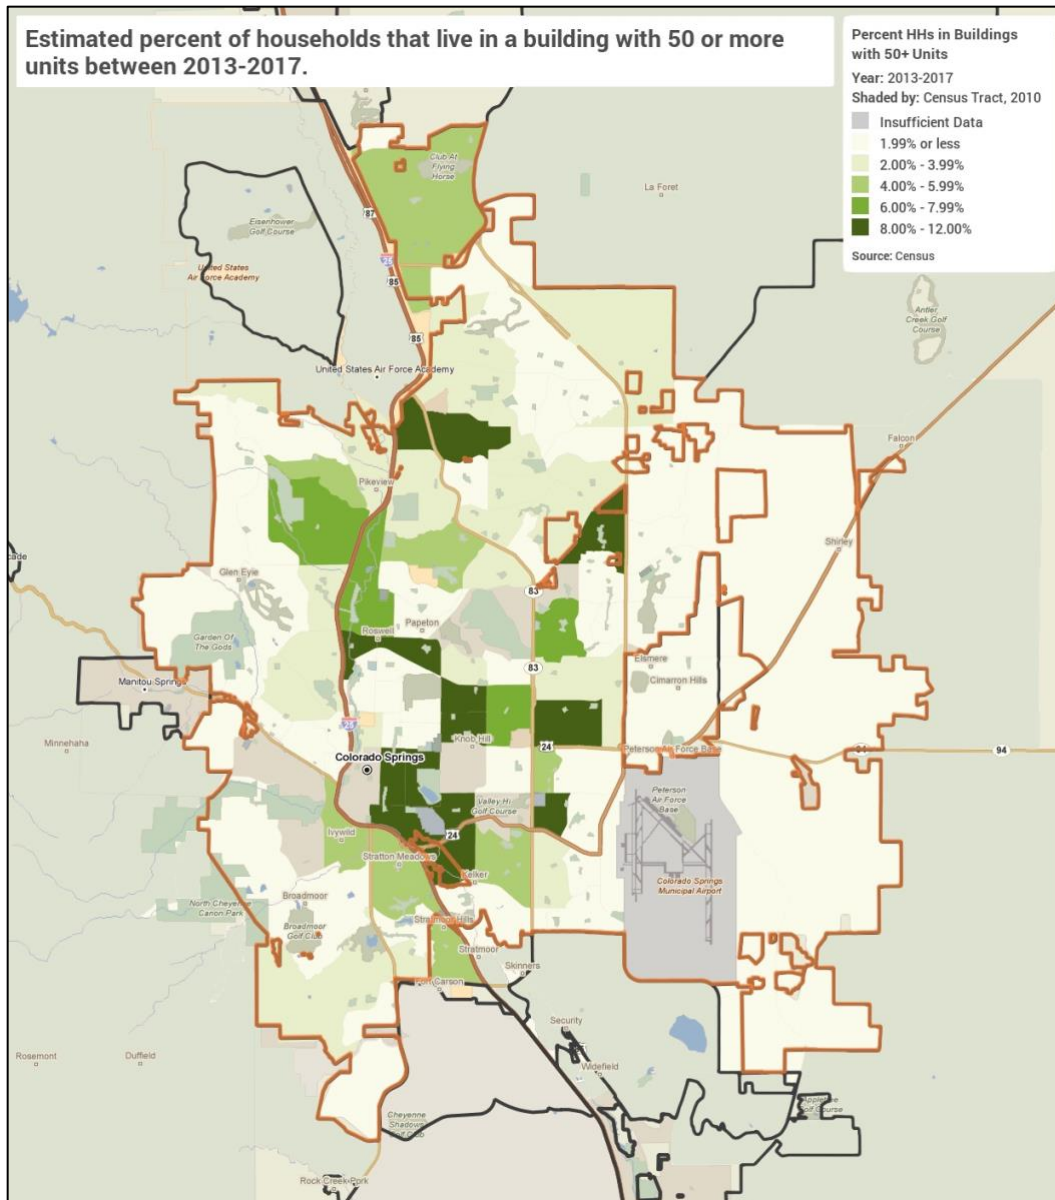 Estimated percent of households that live in a building with 50 or more
units between 2013-2017.
Percent HHs in Buildings
with 50+ Units
Year: 2013-2017
Shaded by: Census Tract, 2010
Insufficient Data
1.99% or less
2.00% - 3.99%
4.00% - 5.99%
6.00% - 7.99%
8.00% - 12.00%
Source: Census
Club At
Flying
Horse
La Foret
87
Eisenhower
Golf Course
25
United States
Air Force Academy
85
Antler
Creek Golf
Course
85
United States Air Force Academy
Falcon
Pikeview
Shirley
cade
Glen Eyie
83
Roswell
Papeton
Garden Of
The Gods
Elsmere
83
Cimarron Hills
Manitou Springs
25
Minnehaha
Knob Hill
24
Peterson Air Force Base
94
Colorado Springs
Peterson
Air Force
Base
Valley Hi
Golf Course
Ivywild
24
Stratton Meadows
Kelker
Colorado Springs
Municipal Airport
Broadmoor
North Cheyenne
Canon Park
Broadmoor
Golf Club
Stratmoor Hills
Stratmoor
Skinners
Fort Carson
Security
Rosemont
Duffield
Widefield
Appletree
Golf Course
Cheyenne
Shadows
Golf Club
Rock Creek Park